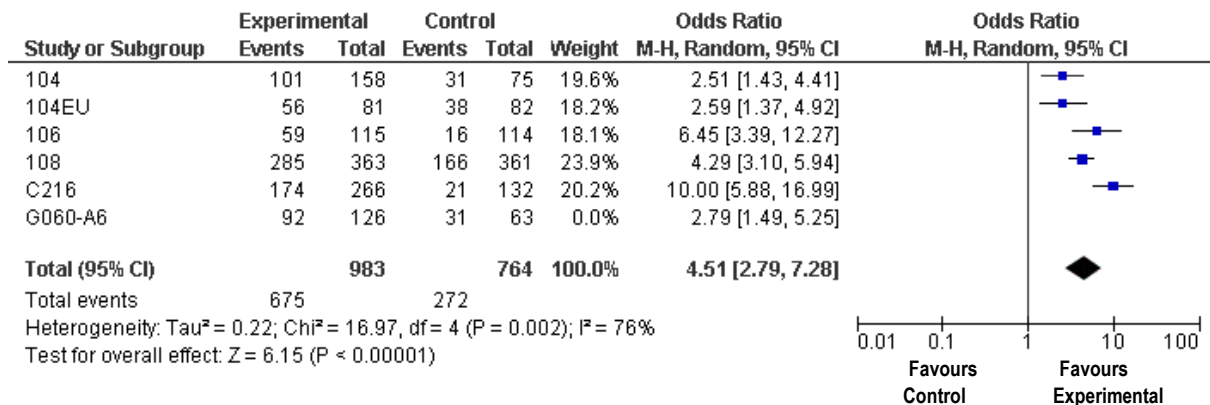 Experimental Control Odds Ratio Odds Ratio
Study or Subgroup Events Total Events Total Weight M-H, Random, 95% CI M-H, Random, 95% CI
104 101 158 31 75 19.6% 2.51 [1.43, 4.41]
104EU 56 81 38 82 18.2% 2.59 [1.37, 4.92]
106 59 115 16 114 18.1% 6.45 [3.39, 12.27]
108 285 363 166 361 23.9% 4.29 [3.10, 5.94]
C216 174 266 21 132 20.2% 10.00 [5.88, 16.99]
G060-A6 92 126 31 63 0.0% 2.79 [1.49, 5.25]
Total (95% CI) 983 764 100.0% 4.51 [2.79, 7.28]
Total events 675 272
Heterogeneity: Tau² = 0.22; Chi² = 16.97, df = 4 (P = 0.002); I² = 76%
Test for overall effect: Z = 6.15 (P < 0.00001)
0.01 0.1 1 10 100
Favours Favours
Control Experimental